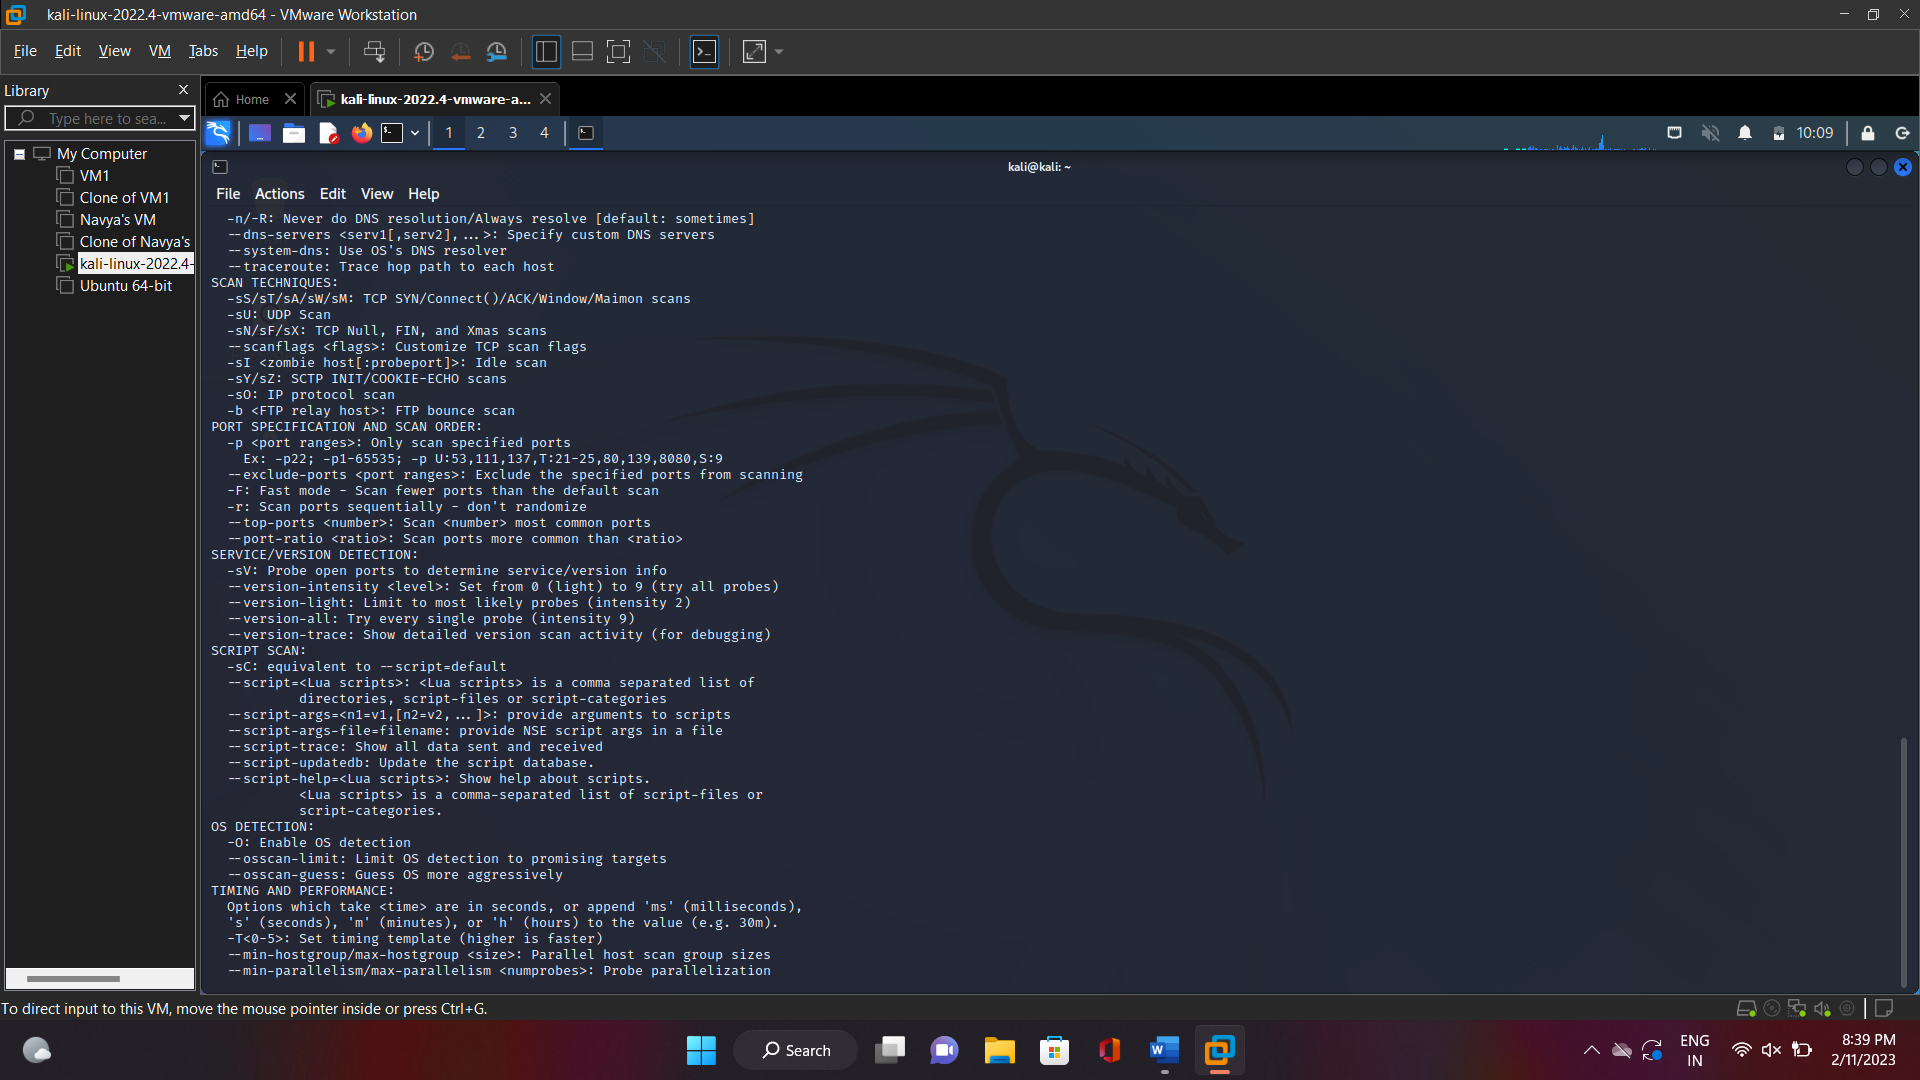 kali-linux-2022.4-vmware-amd64 - VMware Workstation
File Edit View VM Tabs Help
Library
Type here to sea...
My Computer
VM1
Clone of VM1
Navya's VM
Clone of Navya's
kali-linux-2022.4-
Ubuntu 64-bit
Home
kali-linux-2022.4-vmware-a...
1 2 3 4
10:09
kali@kali: ~
File Actions Edit View Help
-n/-R: Never do DNS resolution/Always resolve [default: sometimes]
--dns-servers <serv1[,serv2],...>: Specify custom DNS servers
--system-dns: Use OS's DNS resolver
--traceroute: Trace hop path to each host
SCAN TECHNIQUES:
-sS/sT/sA/sW/sM: TCP SYN/Connect()/ACK/Window/Maimon scans
-sU: UDP Scan
-sN/sF/sX: TCP Null, FIN, and Xmas scans
--scanflags <flags>: Customize TCP scan flags
-sI <zombie host[:probeport]>: Idle scan
-sY/sZ: SCTP INIT/COOKIE-ECHO scans
-sO: IP protocol scan
-b <FTP relay host>: FTP bounce scan
PORT SPECIFICATION AND SCAN ORDER:
-p <port ranges>: Only scan specified ports
Ex: -p22; -p1-65535; -p U:53,111,137,T:21-25,80,139,8080,S:9
--exclude-ports <port ranges>: Exclude the specified ports from scanning
-F: Fast mode - Scan fewer ports than the default scan
-r: Scan ports sequentially - don't randomize
--top-ports <number>: Scan <number> most common ports
--port-ratio <ratio>: Scan ports more common than <ratio>
SERVICE/VERSION DETECTION:
-sV: Probe open ports to determine service/version info
--version-intensity <level>: Set from 0 (light) to 9 (try all probes)
--version-light: Limit to most likely probes (intensity 2)
--version-all: Try every single probe (intensity 9)
--version-trace: Show detailed version scan activity (for debugging)
SCRIPT SCAN:
-sC: equivalent to --script=default
--script=<Lua scripts>: <Lua scripts> is a comma separated list of
directories, script-files or script-categories
--script-args=<n1=v1,[n2=v2,...]>: provide arguments to scripts
--script-args-file=filename: provide NSE script args in a file
--script-trace: Show all data sent and received
--script-updatedb: Update the script database.
--script-help=<Lua scripts>: Show help about scripts.
<Lua scripts> is a comma-separated list of script-files or
script-categories.
OS DETECTION:
-O: Enable OS detection
--osscan-limit: Limit OS detection to promising targets
--osscan-guess: Guess OS more aggressively
TIMING AND PERFORMANCE:
Options which take <time> are in seconds, or append 'ms' (milliseconds),
's' (seconds), 'm' (minutes), or 'h' (hours) to the value (e.g. 30m).
-T<0-5>: Set timing template (higher is faster)
--min-hostgroup/max-hostgroup <size>: Parallel host scan group sizes
--min-parallelism/max-parallelism <numprobes>: Probe parallelization
To direct input to this VM, move the mouse pointer inside or press Ctrl+G.
Search
ENG
IN
8:39 PM
2/11/2023